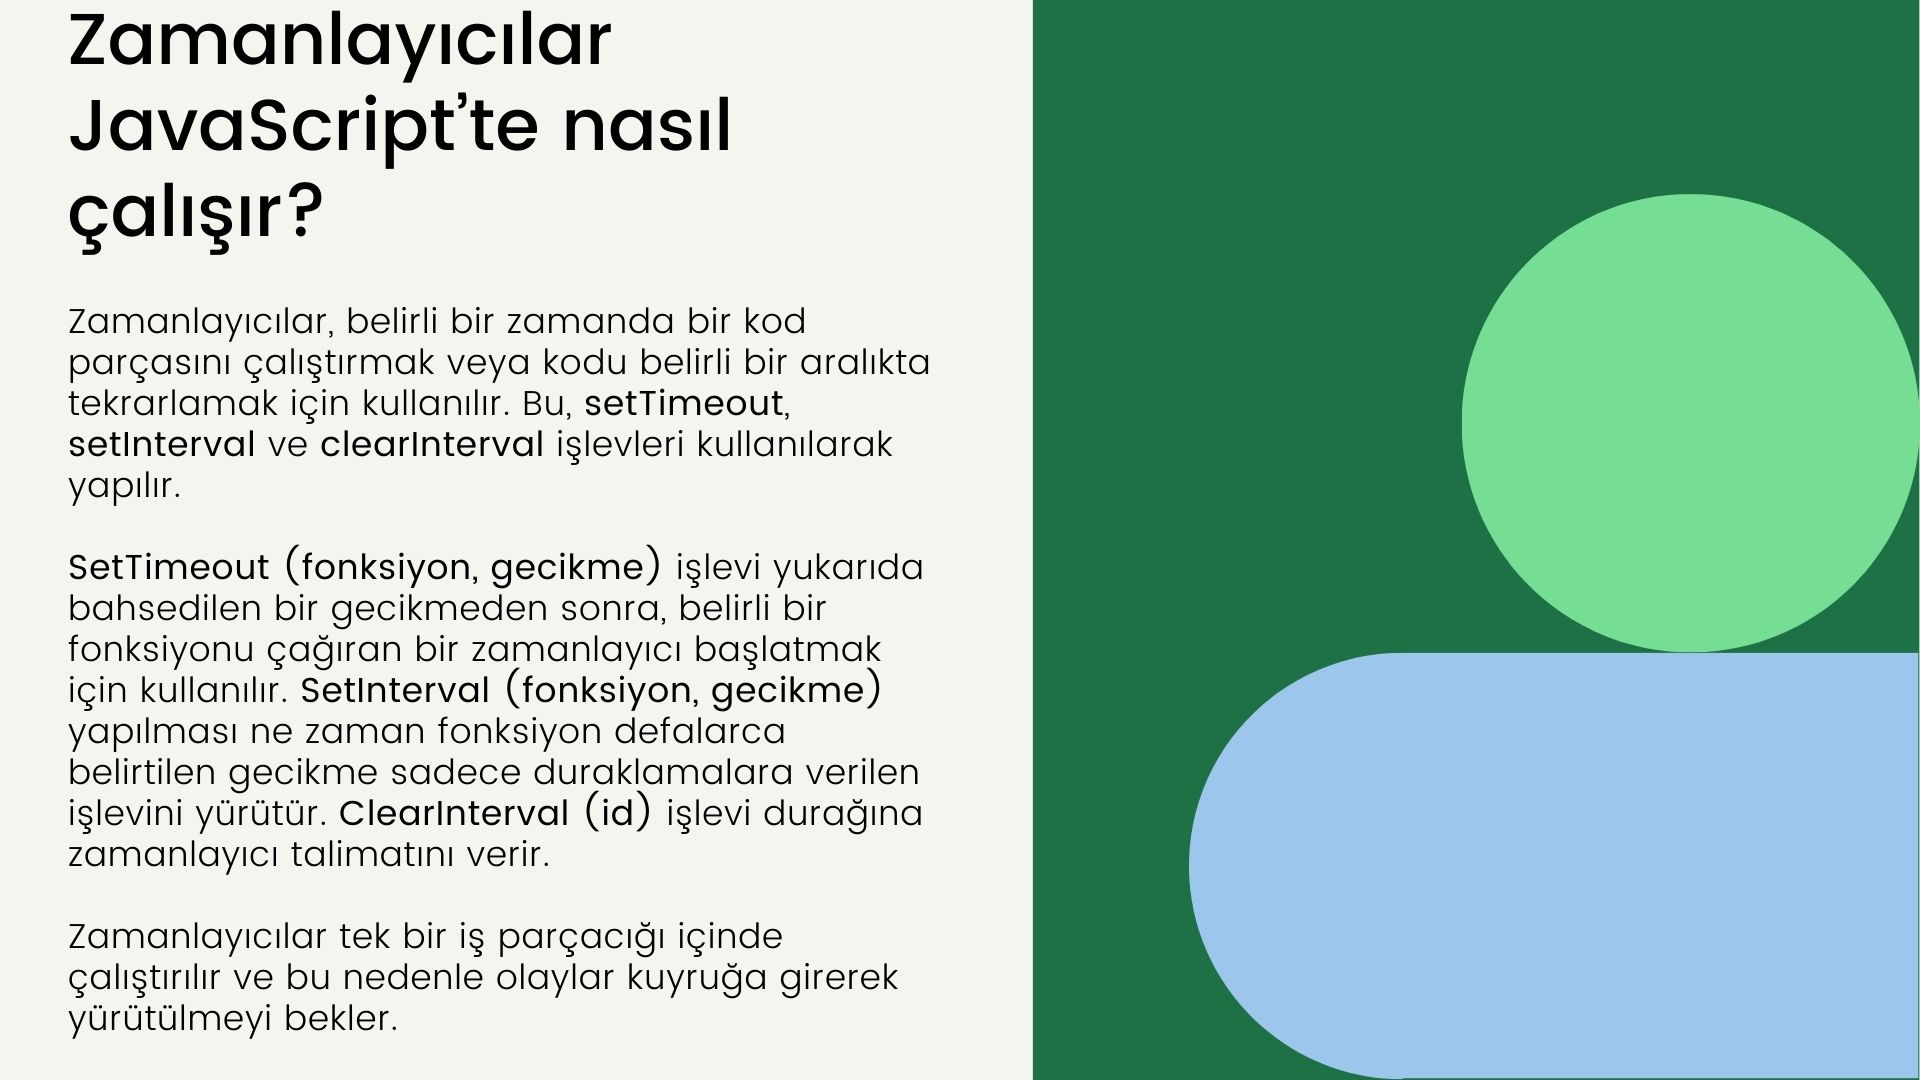 Zamanlayıcılar
JavaScript’te nasıl
çalışır?
Zamanlayıcılar, belirli bir zamanda bir kod
parçasını çalıştırmak veya kodu belirli bir aralıkta
tekrarlamak için kullanılır. Bu, setTimeout,
setInterval ve clearInterval işlevleri kullanılarak
yapılır.
SetTimeout (fonksiyon, gecikme) işlevi yukarıda
bahsedilen bir gecikmeden sonra, belirli bir
fonksiyonu çağıran bir zamanlayıcı başlatmak
için kullanılır. SetInterval (fonksiyon, gecikme)
yapılması ne zaman fonksiyon defalarca
belirtilen gecikme sadece duraklamalara verilen
işlevini yürütür. ClearInterval (id) işlevi durağına
zamanlayıcı talimatını verir.
Zamanlayıcılar tek bir iş parçacığı içinde
çalıştırılır ve bu nedenle olaylar kuyruğa girerek
yürütülmeyi bekler.